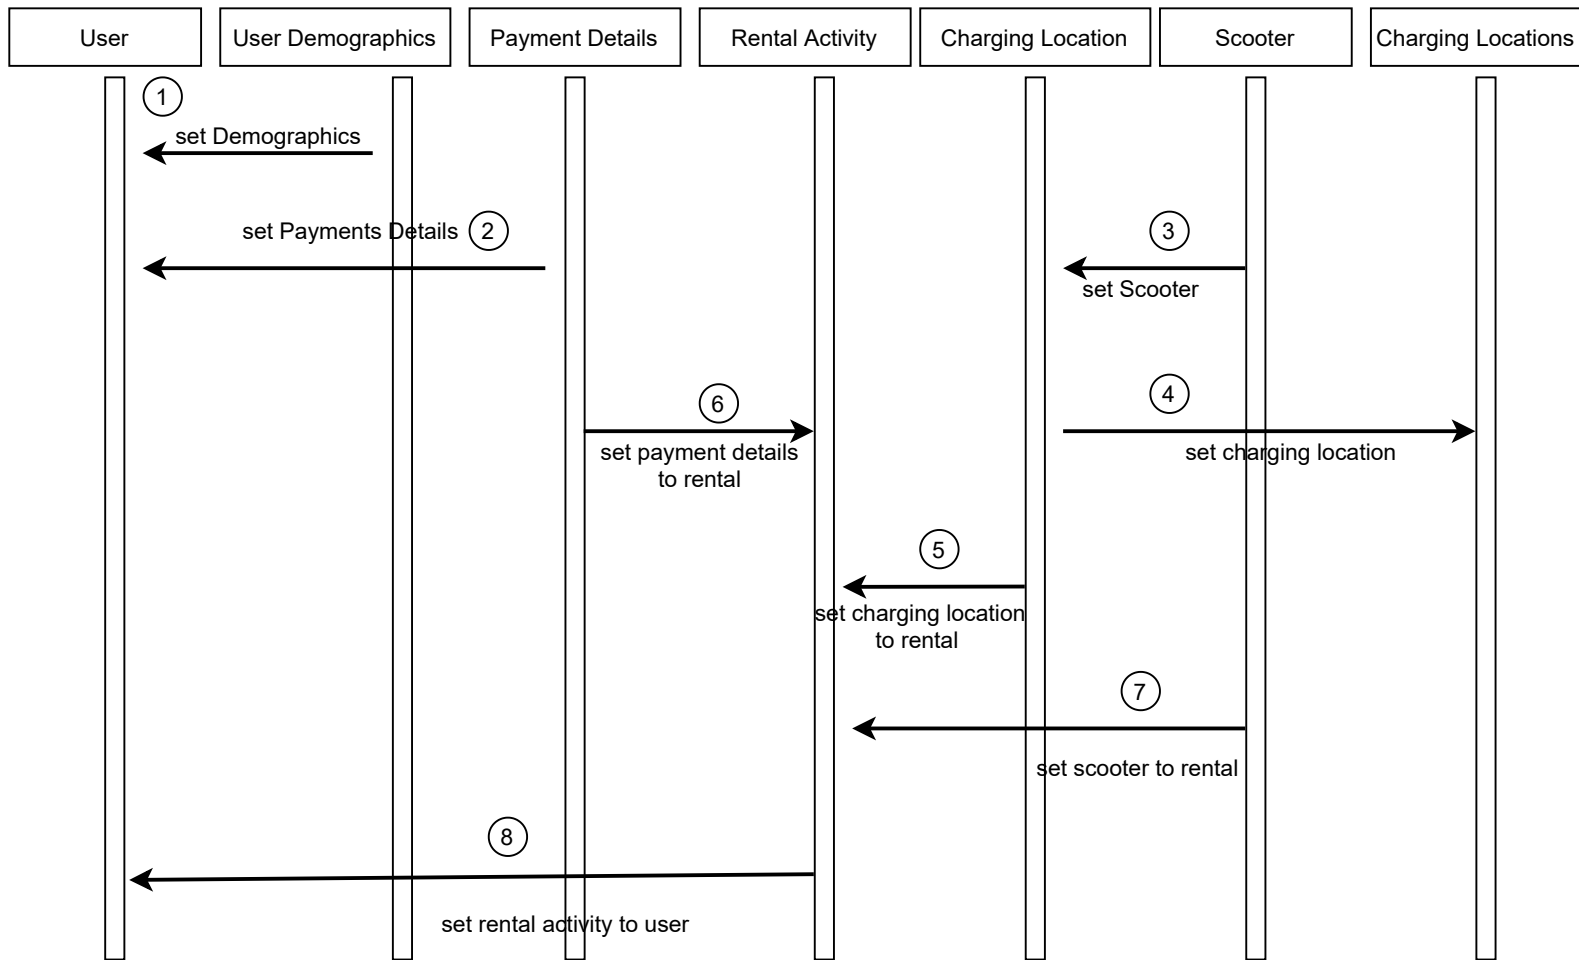 User
User Demographics
Payment Details
Rental Activity
Charging Location
Scooter
Charging Locations
1
set Demographics
set Payments Details
2
3
set Scooter
6
set payment details
to rental
4
set charging location
5
set charging location
to rental
7
set scooter to rental
8
set rental activity to user